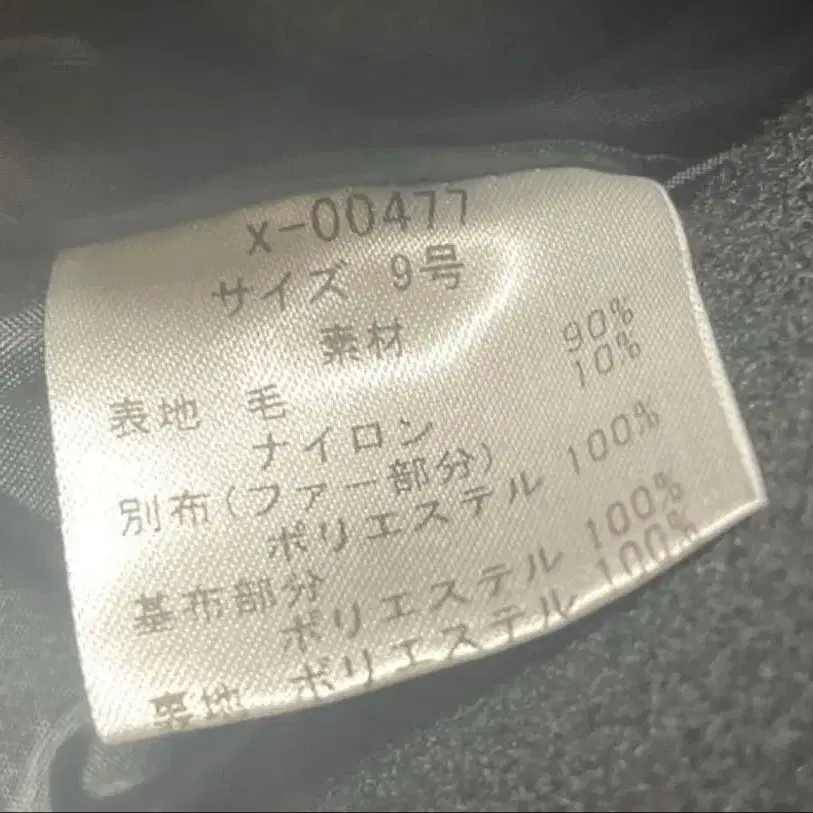 X-00477
サイズ 9号
素材
表地 毛 90%
ナイロン 10%
別布(ファー部分)
ポリエステル 100%
基布部分
ポリエステル 100%
裏地 ポリエステル 100%